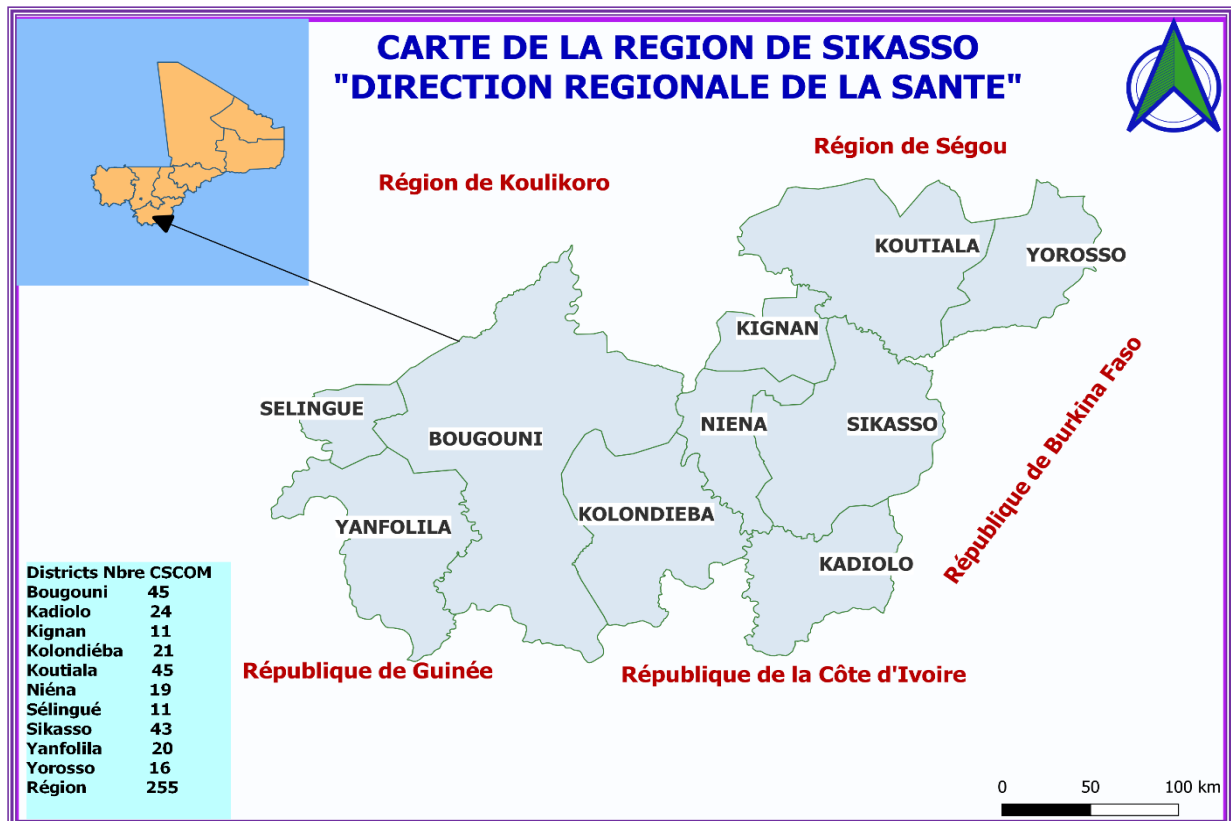 CARTE DE LA REGION DE SIKASSO
"DIRECTION REGIONALE DE LA SANTE"
Région de Ségou
Région de Koulikoro
KOUTIALA
YOROSSO
KIGNAN
SELINGUE
BOUGOUNI
NIENA
SIKASSO
République de Burkina Faso
KOLONDIEBA
YANFOLILA
KADIOLO
République de Guinée
République de la Côte d'Ivoire
Districts Nbre CSCOM
Bougouni 45
Kadiolo 24
Kignan 11
Kolondiéba 21
Koutiala 45
Niéna 19
Sélingué 11
Sikasso 43
Yanfolila 20
Yorosso 16
Région 255
0 50 100 km